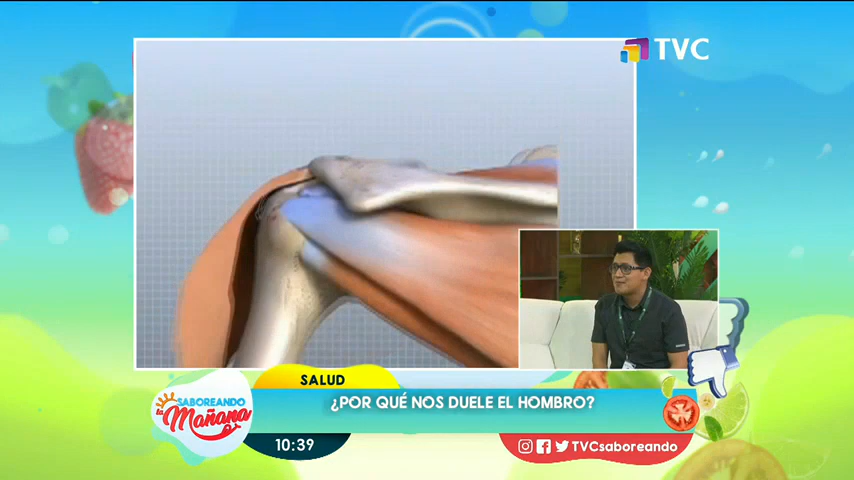 TVC
SALUD
¿POR QUÉ NOS DUELE EL HOMBRO?
SABOREANDO
Mañana
10:39
TVCsaboreando